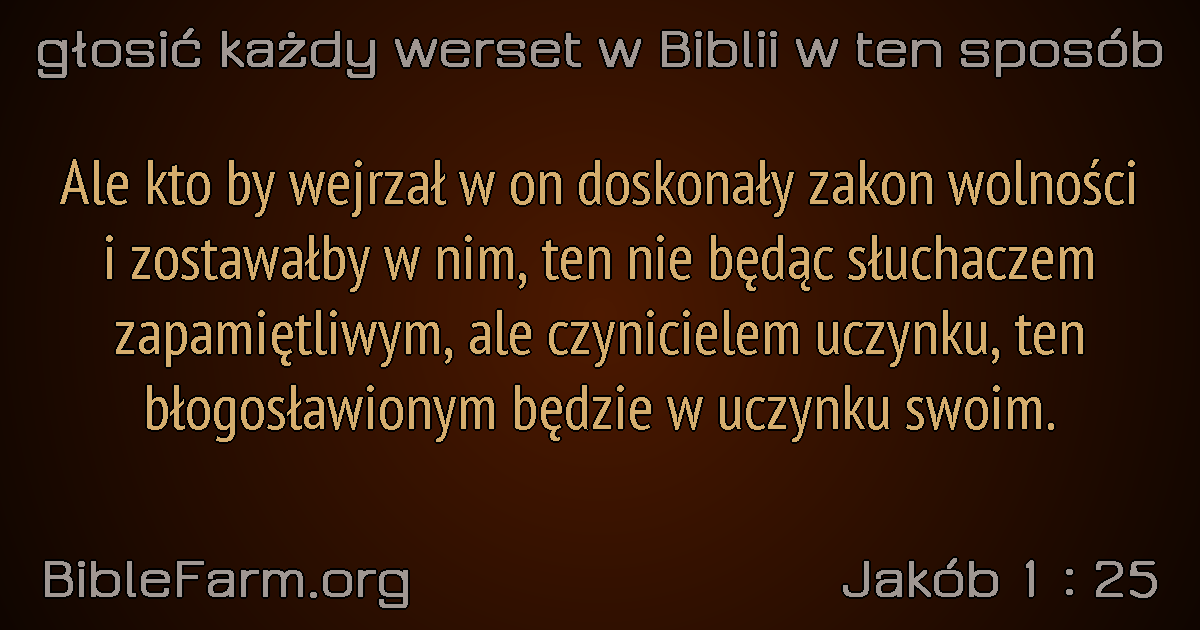 głosić każdy werset w Biblii w ten sposób
Ale kto by wejrzał w on doskonały zakon wolności
i zostawałby w nim, ten nie będąc słuchaczem
zapamiętliwym, ale czynicielem uczynku, ten
błogosławionym będzie w uczynku swoim.
BibleFarm.org
Jakób 1 : 25